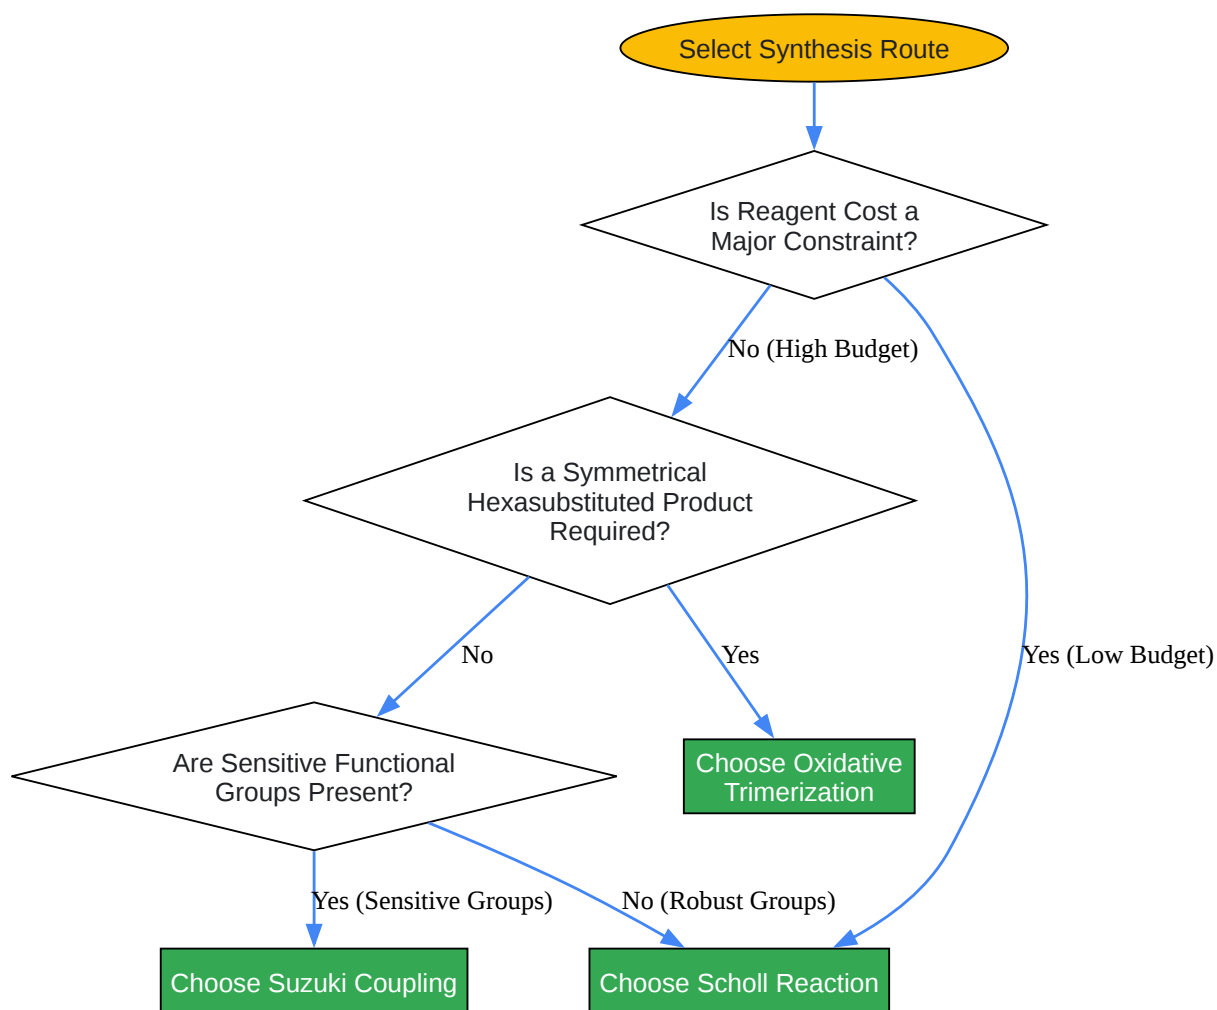 Select Synthesis Route
Is Reagent Cost a
Major Constraint?
No (High Budget)
Is a Symmetrical
Hexasubstituted Product
Required?
No
Yes
Yes (Low Budget)
Are Sensitive Functional
Groups Present?
Choose Oxidative
Trimerization
Yes (Sensitive Groups)
No (Robust Groups)
Choose Suzuki Coupling
Choose Scholl Reaction